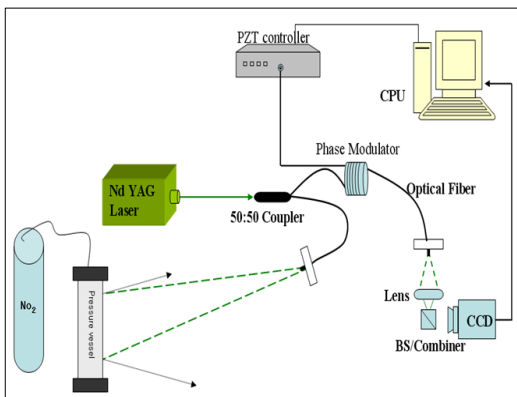 PZT controller
CPU
Phase Modulator
Nd YAG
Laser
50:50 Coupler
Optical Fiber
No2
Pressure vessel
Lens
CCD
BS/Combiner